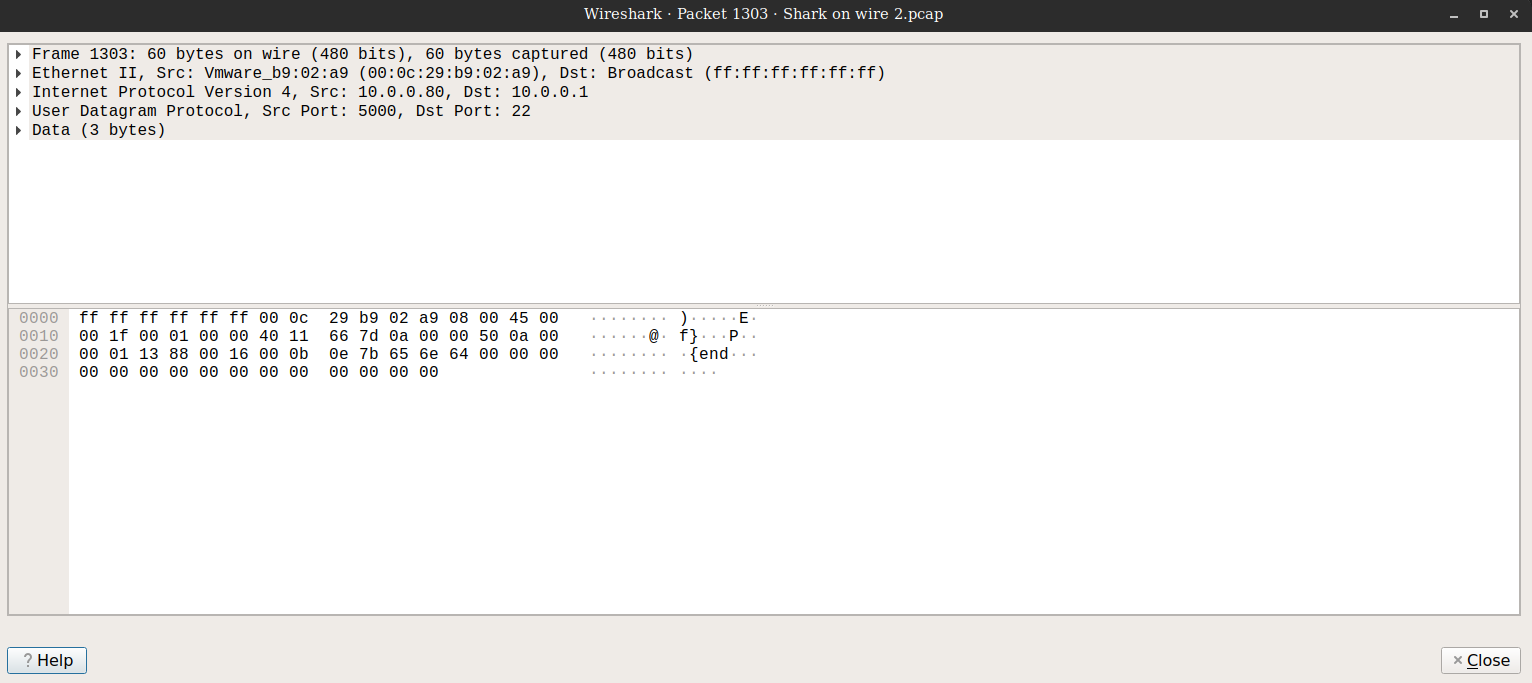 Wireshark · Packet 1303 · Shark on wire 2.pcap
Frame 1303: 60 bytes on wire (480 bits), 60 bytes captured (480 bits)
Ethernet II, Src: Vmware_b9:02:a9 (00:0c:29:b9:02:a9), Dst: Broadcast (ff:ff:ff:ff:ff:ff)
Internet Protocol Version 4, Src: 10.0.0.80, Dst: 10.0.0.1
User Datagram Protocol, Src Port: 5000, Dst Port: 22
Data (3 bytes)
0000 ff ff ff ff ff ff 00 0c 29 b9 02 a9 08 00 45 00 ········ )·····E·
0010 00 1f 00 01 00 00 40 11 66 7d 0a 00 00 50 0a 00 ······@· f}···P··
0020 00 01 13 88 00 16 00 0b 0e 7b 65 6e 64 00 00 00 ········ ·{end···
0030 00 00 00 00 00 00 00 00 00 00 00 00 ········ ····
? Help
× Close